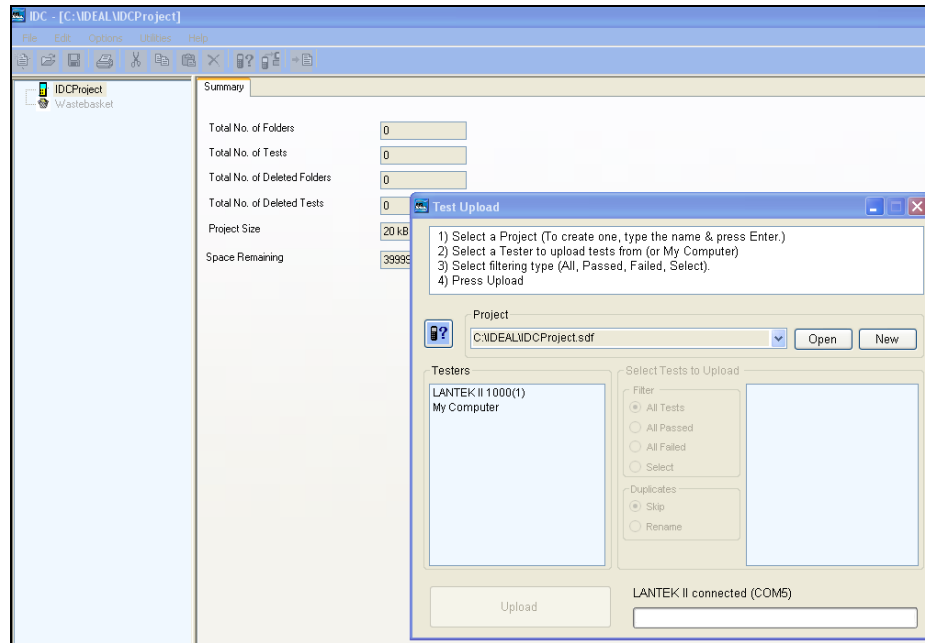 IDC - [C:\IDEAL\IDCProject]
File Edit Options Utilities Help
IDCProject
Wastebasket
Summary
Total No. of Folders 0
Total No. of Tests 0
Total No. of Deleted Folders 0
Total No. of Deleted Tests 0
Project Size 20 kB
Space Remaining 39999
Test Upload
1) Select a Project (To create one, type the name & press Enter.)
2) Select a Tester to upload tests from (or My Computer)
3) Select filtering type (All, Passed, Failed, Select).
4) Press Upload
Project
C:\IDEAL\IDCProject.sdf Open New
Testers
LANTEK II 1000(1)
My Computer
Select Tests to Upload
Filter
All Tests
All Passed
All Failed
Select
Duplicates
Skip
Rename
Upload
LANTEK II connected (COM5)